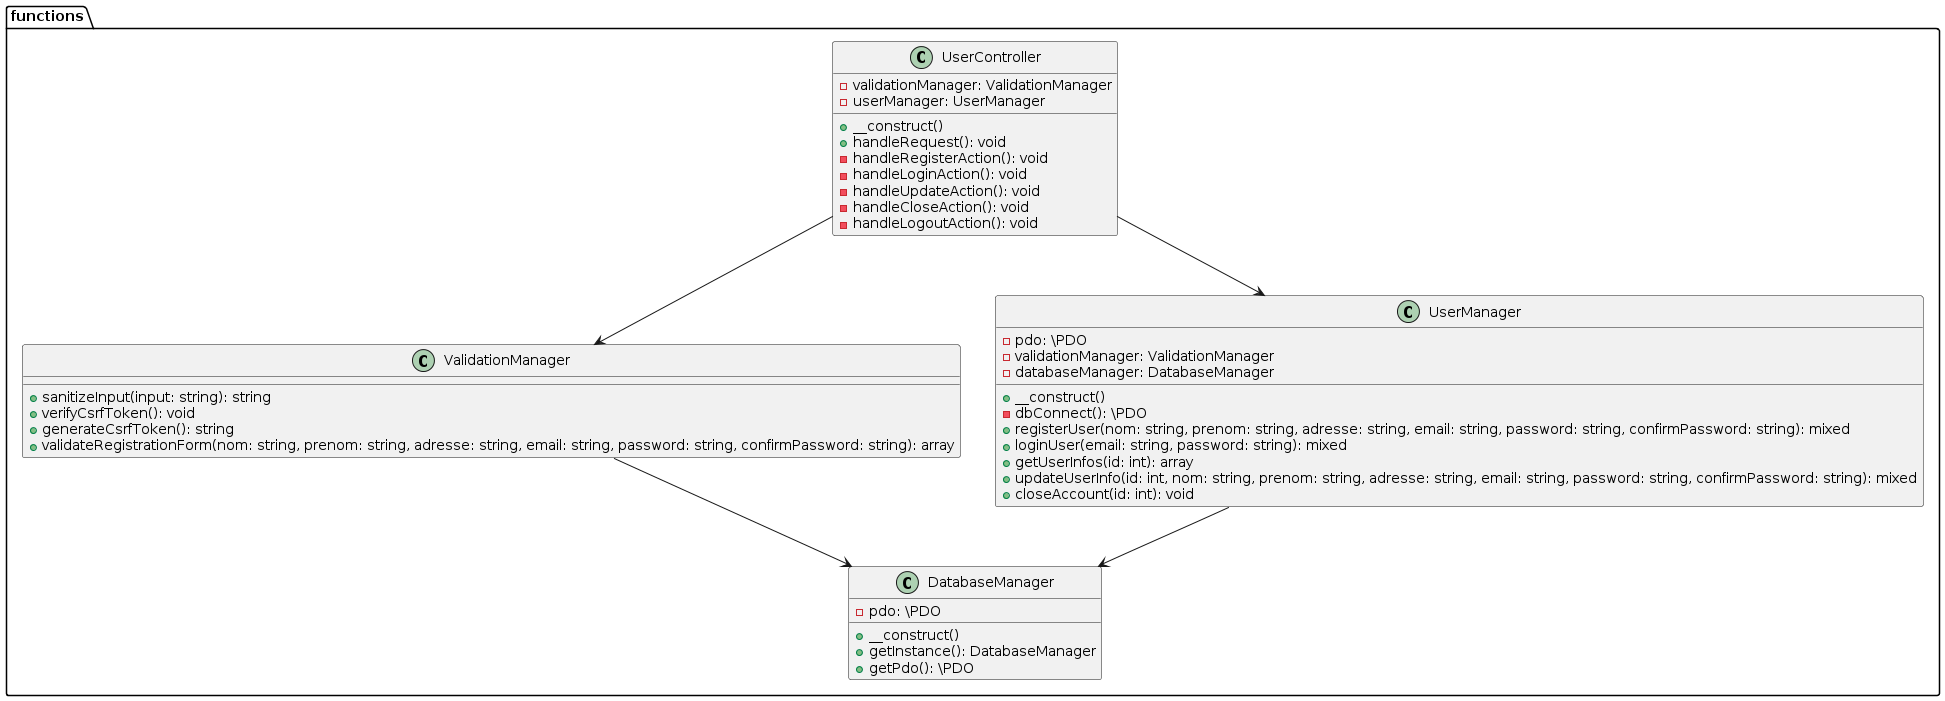 functions
C UserController
validationManager: ValidationManager
userManager: UserManager
__construct()
handleRequest(): void
handleRegisterAction(): void
handleLoginAction(): void
handleUpdateAction(): void
handleCloseAction(): void
handleLogoutAction(): void
C ValidationManager
sanitizeInput(input: string): string
verifyCsrfToken(): void
generateCsrfToken(): string
validateRegistrationForm(nom: string, prenom: string, adresse: string, email: string, password: string, confirmPassword: string): array
C UserManager
pdo: \PDO
validationManager: ValidationManager
databaseManager: DatabaseManager
__construct()
dbConnect(): \PDO
registerUser(nom: string, prenom: string, adresse: string, email: string, password: string, confirmPassword: string): mixed
loginUser(email: string, password: string): mixed
getUserInfos(id: int): array
updateUserInfo(id: int, nom: string, prenom: string, adresse: string, email: string, password: string, confirmPassword: string): mixed
closeAccount(id: int): void
C DatabaseManager
pdo: \PDO
__construct()
getInstance(): DatabaseManager
getPdo(): \PDO